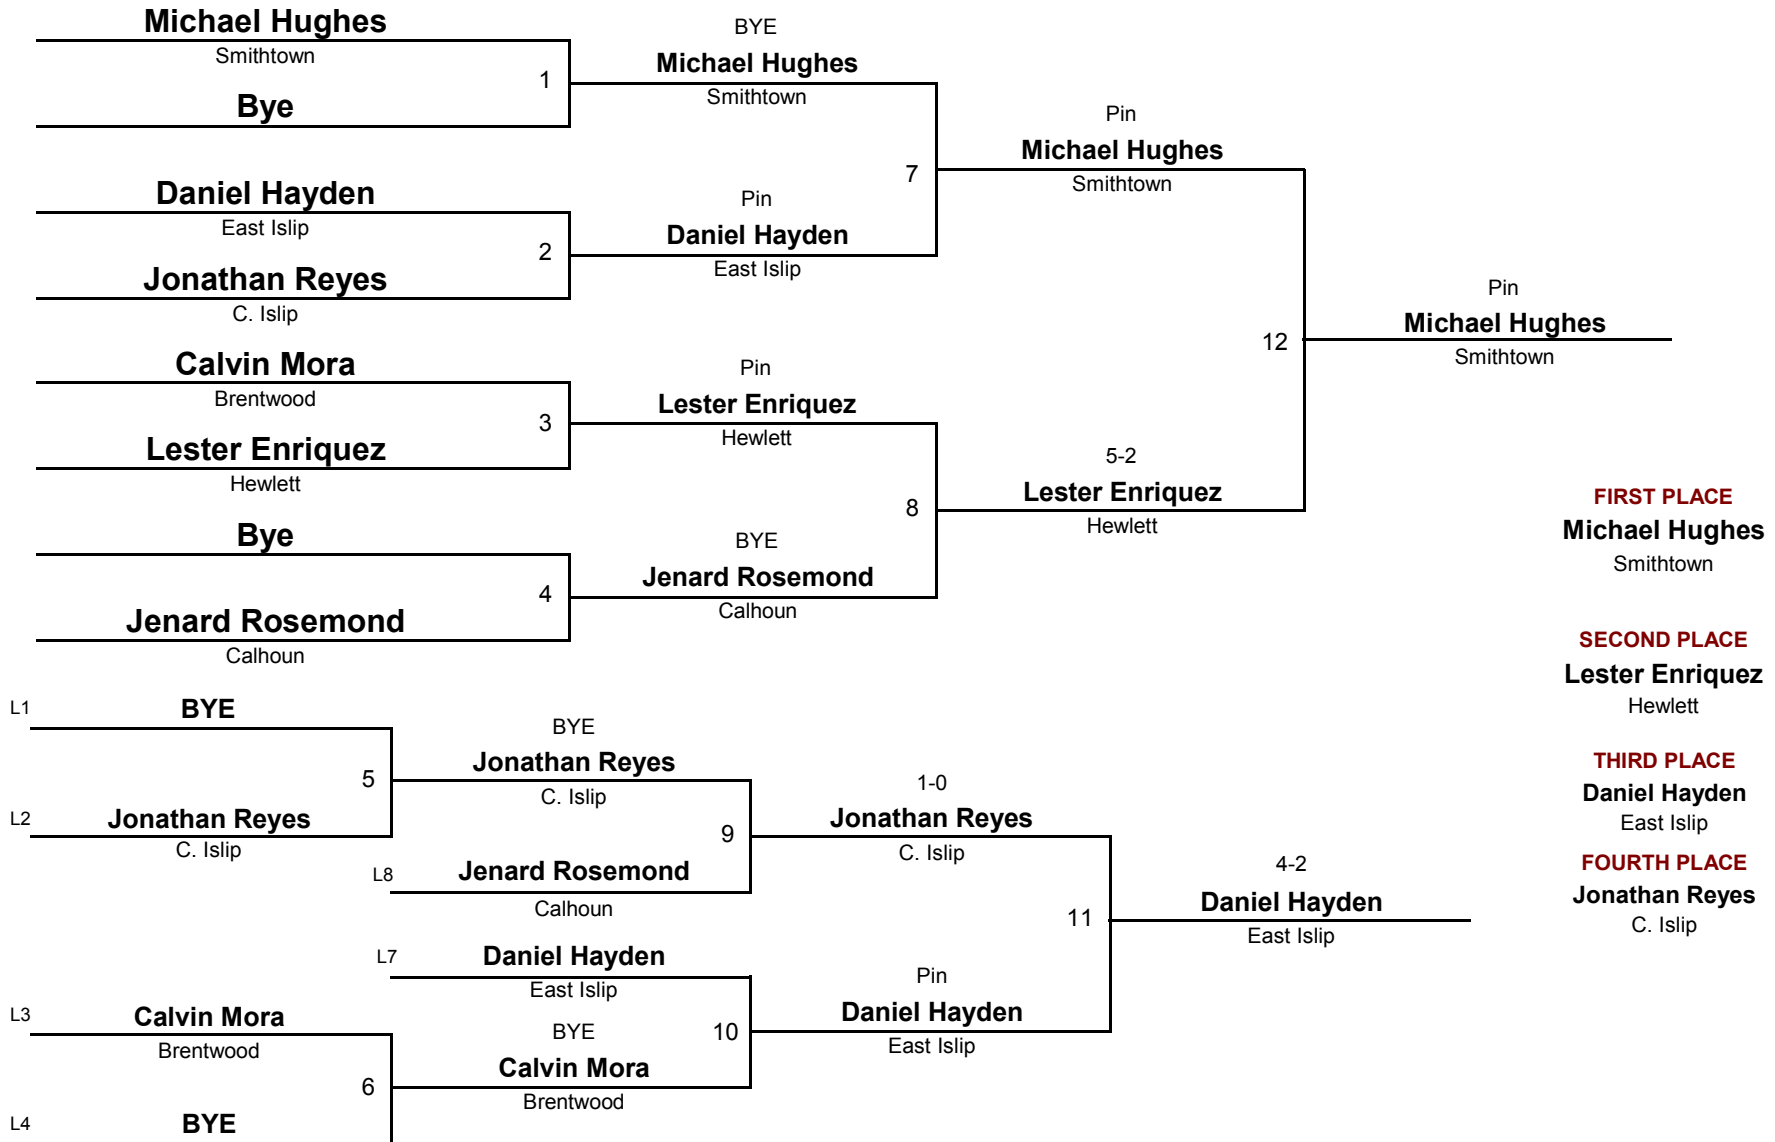 Michael Hughes
Smithtown
1
Bye
Daniel Hayden
East Islip
2
Jonathan Reyes
C. Islip
Calvin Mora
Brentwood
3
Lester Enriquez
Hewlett
Bye
4
Jenard Rosemond
Calhoun
BYE
Michael Hughes
Smithtown
7
Pin
Daniel Hayden
East Islip
Pin
Lester Enriquez
Hewlett
8
BYE
Jenard Rosemond
Calhoun
Pin
Michael Hughes
Smithtown
12
5-2
Lester Enriquez
Hewlett
Pin
Michael Hughes
Smithtown
FIRST PLACE
Michael Hughes
Smithtown
SECOND PLACE
Lester Enriquez
Hewlett
THIRD PLACE
Daniel Hayden
East Islip
FOURTH PLACE
Jonathan Reyes
C. Islip
L1 BYE
5
L2 Jonathan Reyes
C. Islip
BYE
Jonathan Reyes
C. Islip
9
L8 Jenard Rosemond
Calhoun
L7 Daniel Hayden
East Islip
10
L3 Calvin Mora
Brentwood
6
L4 BYE
BYE
Calvin Mora
Brentwood
1-0
Jonathan Reyes
C. Islip
11
Pin
Daniel Hayden
East Islip
4-2
Daniel Hayden
East Islip